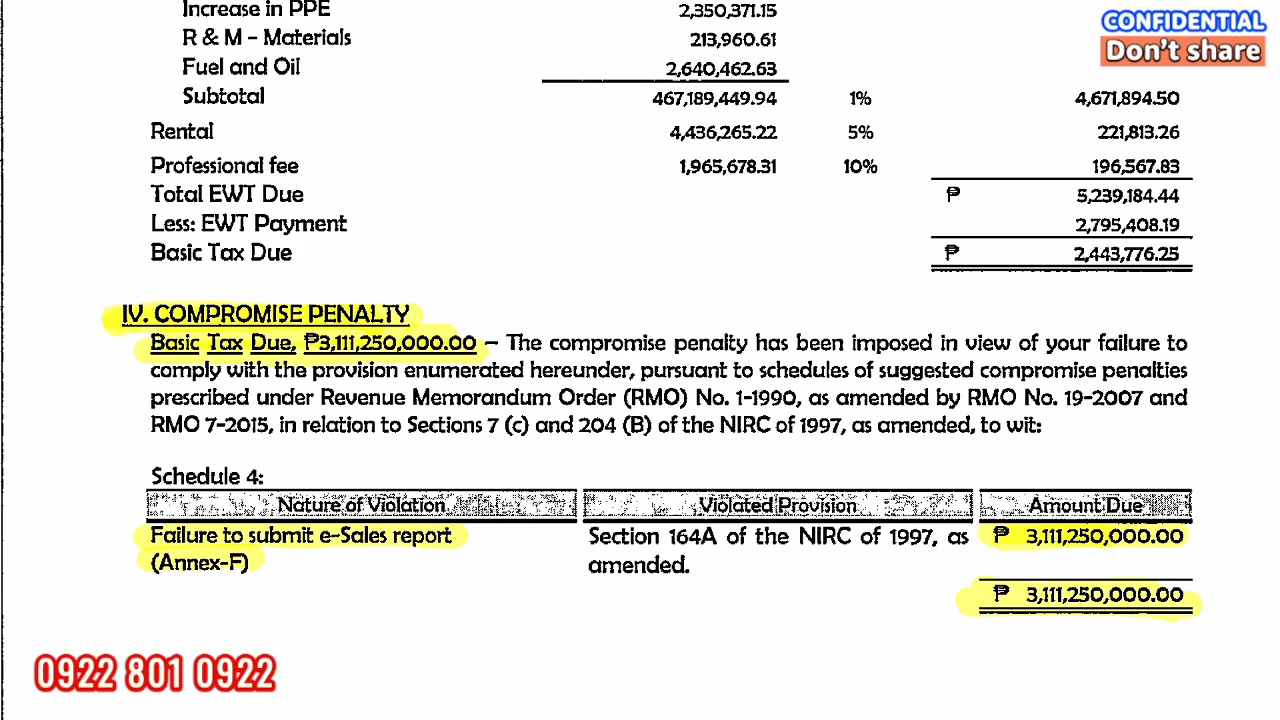 Increase in PPE 2,350,371.15
CONFIDENTIAL
Don't share
R & M – Materials 213,960.61
Fuel and Oil 2,640,462.63
Subtotal 467,189,449.94 1% 4,671,894.50
Rental 4,436,265.22 5% 221,813.26
Professional fee 1,965,678.31 10% 196,567.83
Total EWT Due ₱ 5,239,184.44
Less: EWT Payment 2,795,408.19
Basic Tax Due ₱ 2,443,776.25
IV. COMPROMISE PENALTY
Basic Tax Due, ₱3,111,250,000.00 – The compromise penalty has been imposed in view of your failure to
comply with the provision enumerated hereunder, pursuant to schedules of suggested compromise penalties
prescribed under Revenue Memorandum Order (RMO) No. 1-1990, as amended by RMO No. 19-2007 and
RMO 7-2015, in relation to Sections 7 (c) and 204 (B) of the NIRC of 1997, as amended, to wit:
Schedule 4:
Nature of Violation Violated Provision Amount Due
Failure to submit e-Sales report Section 164A of the NIRC of 1997, as ₱ 3,111,250,000.00
(Annex-F) amended.
₱ 3,111,250,000.00
0922 801 0922